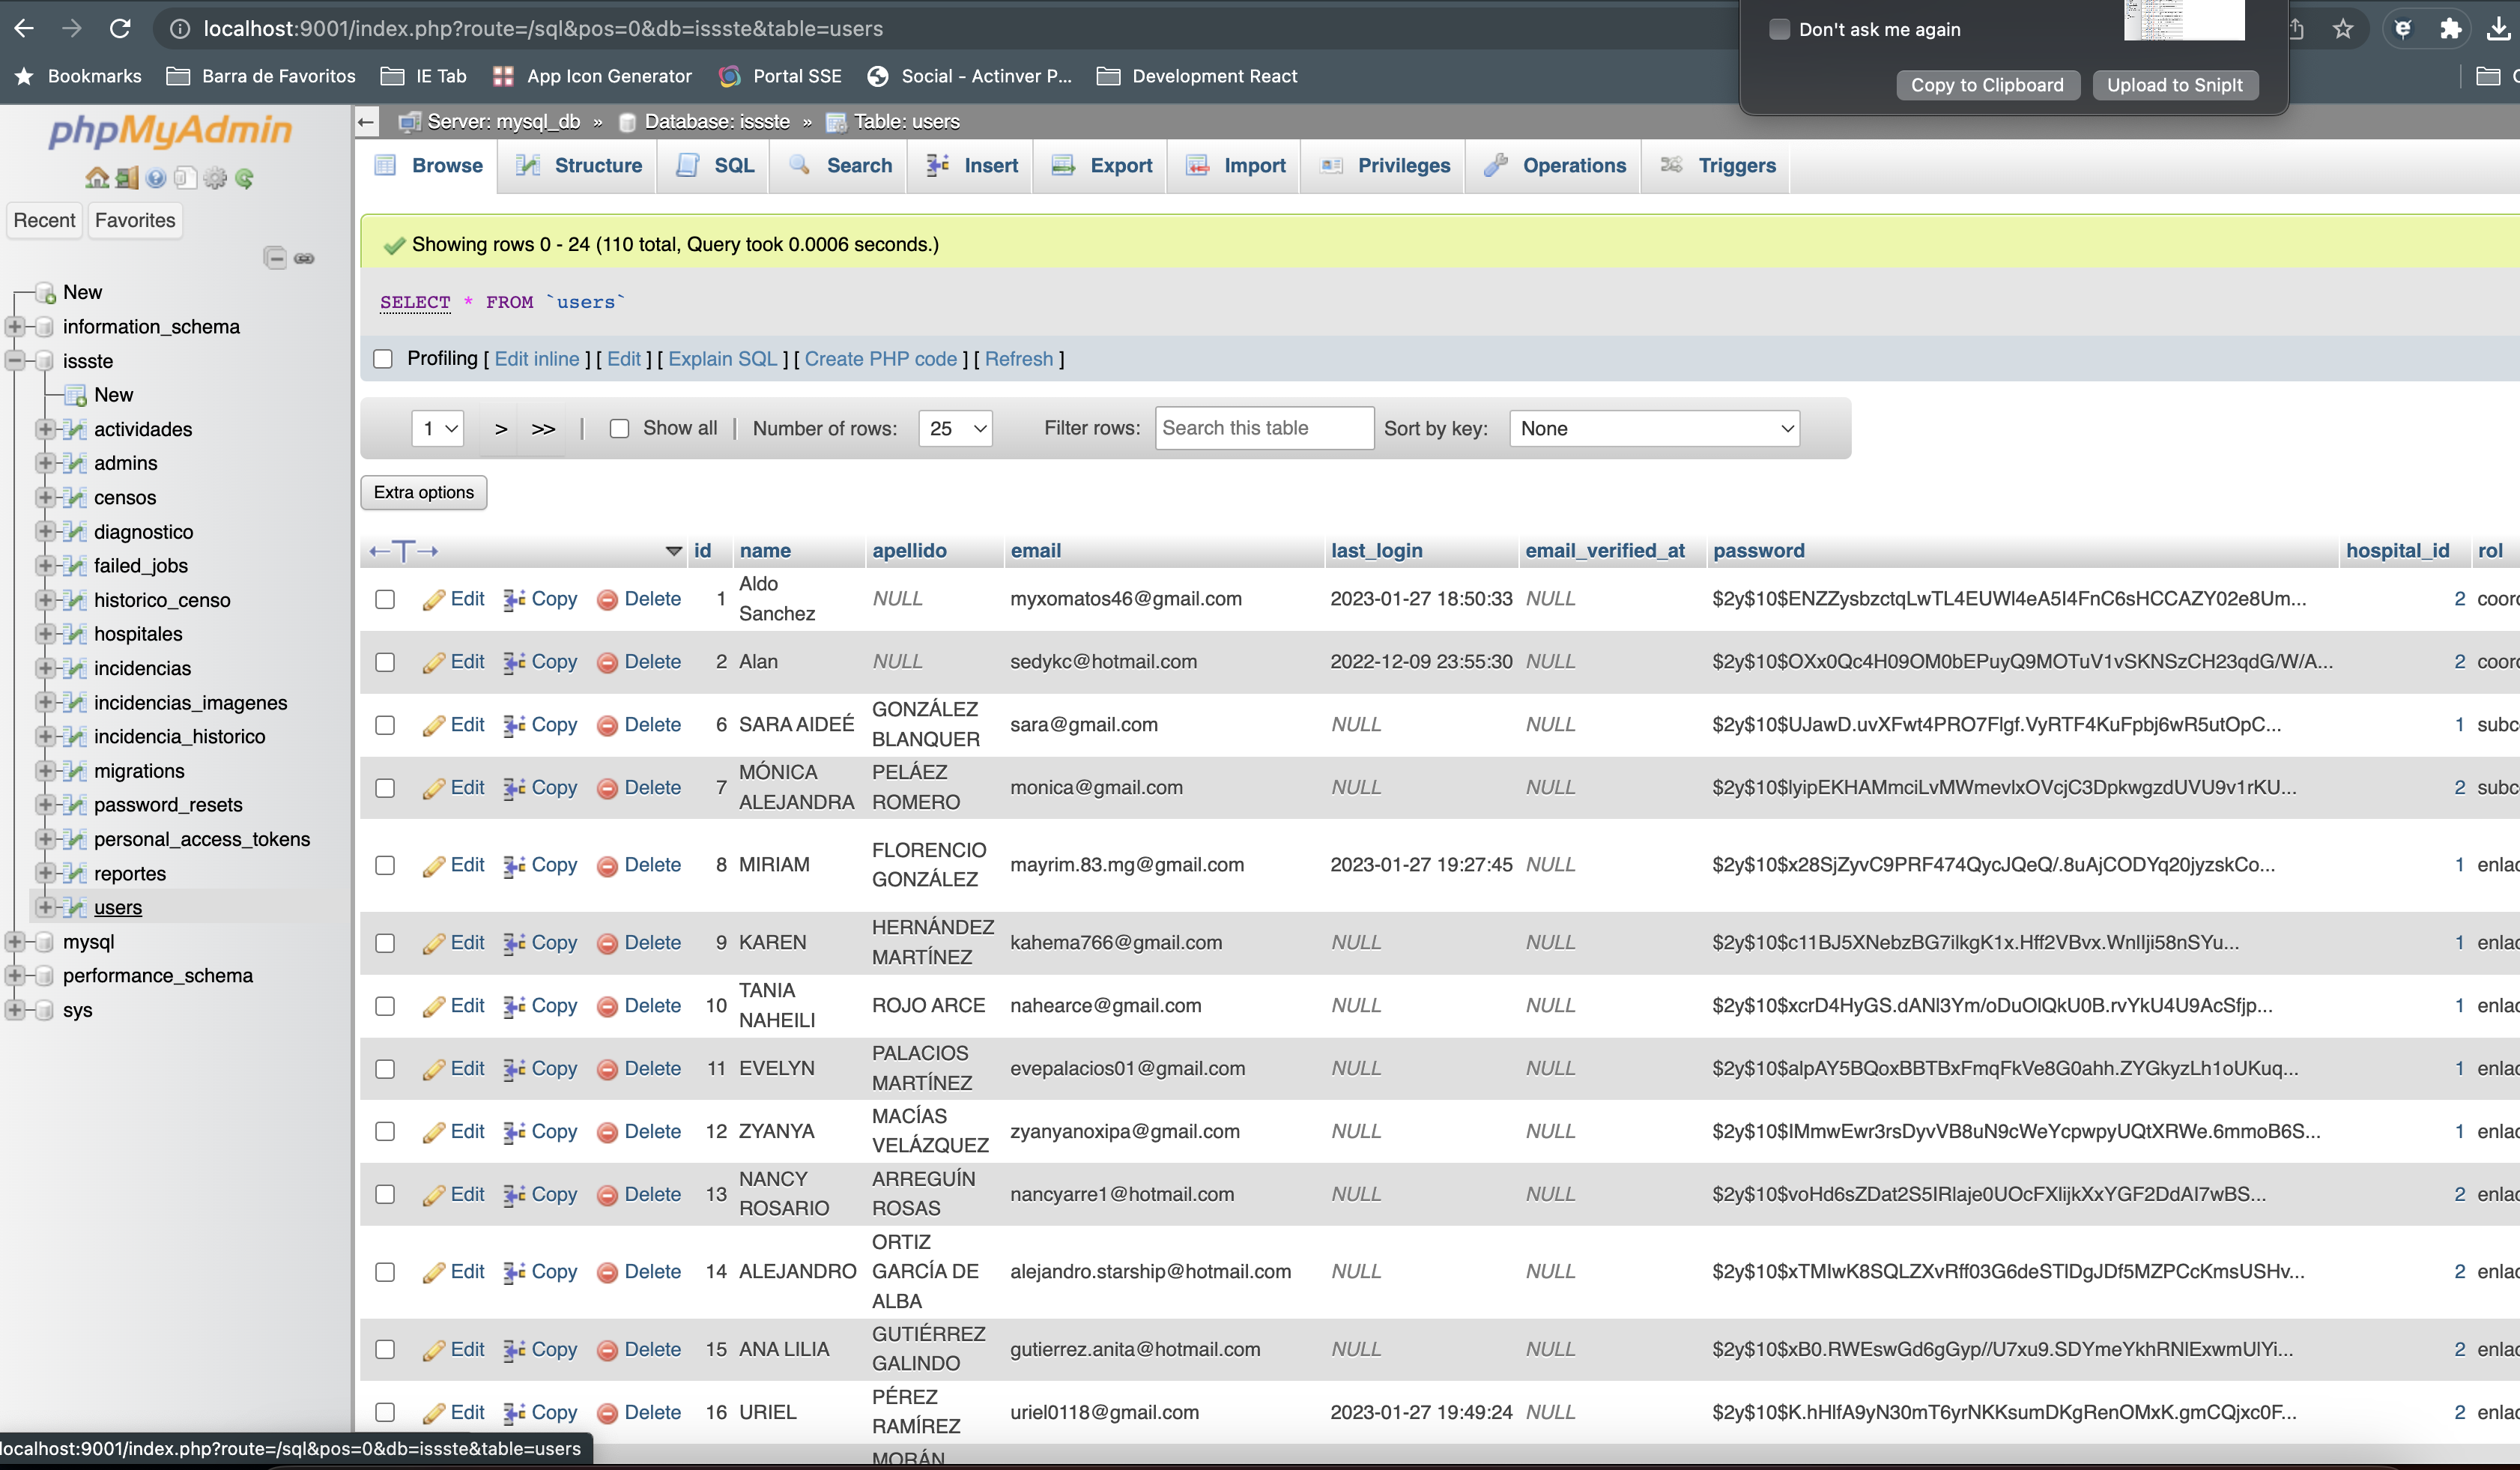 localhost:9001/index.php?route=/sql&pos=0&db=issste&table=users
Don't ask me again
Copy to Clipboard Upload to SnipIt
Bookmarks Barra de Favoritos IE Tab App Icon Generator Portal SSE Social - Actinver P... Development React
phpMyAdmin
Recent Favorites
New
information_schema
issste
New
actividades
admins
censos
diagnostico
failed_jobs
historico_censo
hospitales
incidencias
incidencias_imagenes
incidencia_historico
migrations
password_resets
personal_access_tokens
reportes
users
mysql
performance_schema
sys
Server: mysql_db » Database: issste » Table: users
Browse Structure SQL Search Insert Export Import Privileges Operations Triggers
Showing rows 0 - 24 (110 total, Query took 0.0006 seconds.)
SELECT * FROM `users`
Profiling [ Edit inline ] [ Edit ] [ Explain SQL ] [ Create PHP code ] [ Refresh ]
1 > >> | Show all | Number of rows: 25 Filter rows: Search this table Sort by key: None
Extra options
id name apellido email last_login email_verified_at password hospital_id rol
Edit Copy Delete 1 Aldo Sanchez NULL myxomatos46@gmail.com 2023-01-27 18:50:33 NULL $2y$10$ENZZysbzctqLwTL4EUWl4eA5I4FnC6sHCCAZY02e8Um... 2 coor
Edit Copy Delete 2 Alan NULL sedykc@hotmail.com 2022-12-09 23:55:30 NULL $2y$10$OXx0Qc4H09OM0bEPuyQ9MOTuV1vSKNSzCH23qdG/W/A... 2 coor
Edit Copy Delete 6 SARA AIDEÉ GONZÁLEZ BLANQUER sara@gmail.com NULL NULL $2y$10$UJawD.uvXFwt4PRO7Flgf.VyRTF4KuFpbj6wR5utOpC... 1 subc
Edit Copy Delete 7 MÓNICA ALEJANDRA PELÁEZ ROMERO monica@gmail.com NULL NULL $2y$10$lyipEKHAMmciLvMWmevlxOVcjC3DpkwgzdUVU9v1rKU... 2 subc
Edit Copy Delete 8 MIRIAM FLORENCIO GONZÁLEZ mayrim.83.mg@gmail.com 2023-01-27 19:27:45 NULL $2y$10$x28SjZyvC9PRF474QycJQeQ/.8uAjCODYq20jyzskCo... 1 enla
Edit Copy Delete 9 KAREN HERNÁNDEZ MARTÍNEZ kahema766@gmail.com NULL NULL $2y$10$c11BJ5XNebzBG7ilkgK1x.Hff2VBvx.WnlIji58nSYu... 1 enla
Edit Copy Delete 10 TANIA NAHEILI ROJO ARCE nahearce@gmail.com NULL NULL $2y$10$xcrD4HyGS.dANl3Ym/oDuOlQkU0B.rvYkU4U9AcSfjp... 1 enla
Edit Copy Delete 11 EVELYN PALACIOS MARTÍNEZ evepalacios01@gmail.com NULL NULL $2y$10$alpAY5BQoxBBTBxFmqFkVe8G0ahh.ZYGkyzLh1oUKuq... 1 enla
Edit Copy Delete 12 ZYANYA MACÍAS VELÁZQUEZ zyanyanoxipa@gmail.com NULL NULL $2y$10$IMmwEwr3rsDyvVB8uN9cWeYcpwpyUQtXRWe.6mmoB6S... 1 enla
Edit Copy Delete 13 NANCY ROSARIO ARREGUÍN ROSAS nancyarre1@hotmail.com NULL NULL $2y$10$voHd6sZDat2S5IRlaje0UOcFXlijkXxYGF2DdAl7wBS... 2 enla
Edit Copy Delete 14 ALEJANDRO ORTIZ GARCÍA DE ALBA alejandro.starship@hotmail.com NULL NULL $2y$10$xTMIwK8SQLZXvRff03G6deSTlDgJDf5MZPCcKmsUSHv... 2 enla
Edit Copy Delete 15 ANA LILIA GUTIÉRREZ GALINDO gutierrez.anita@hotmail.com NULL NULL $2y$10$xB0.RWEswGd6gGyp//U7xu9.SDYmeYkhRNlExwmUlYi... 2 enla
Edit Copy Delete 16 URIEL PÉREZ RAMÍREZ uriel0118@gmail.com 2023-01-27 19:49:24 NULL $2y$10$K.hHlfA9yN30mT6yrNKKsumDKgRenOMxK.gmCQjxc0F... 2 enla
MORÁN
localhost:9001/index.php?route=/sql&pos=0&db=issste&table=users